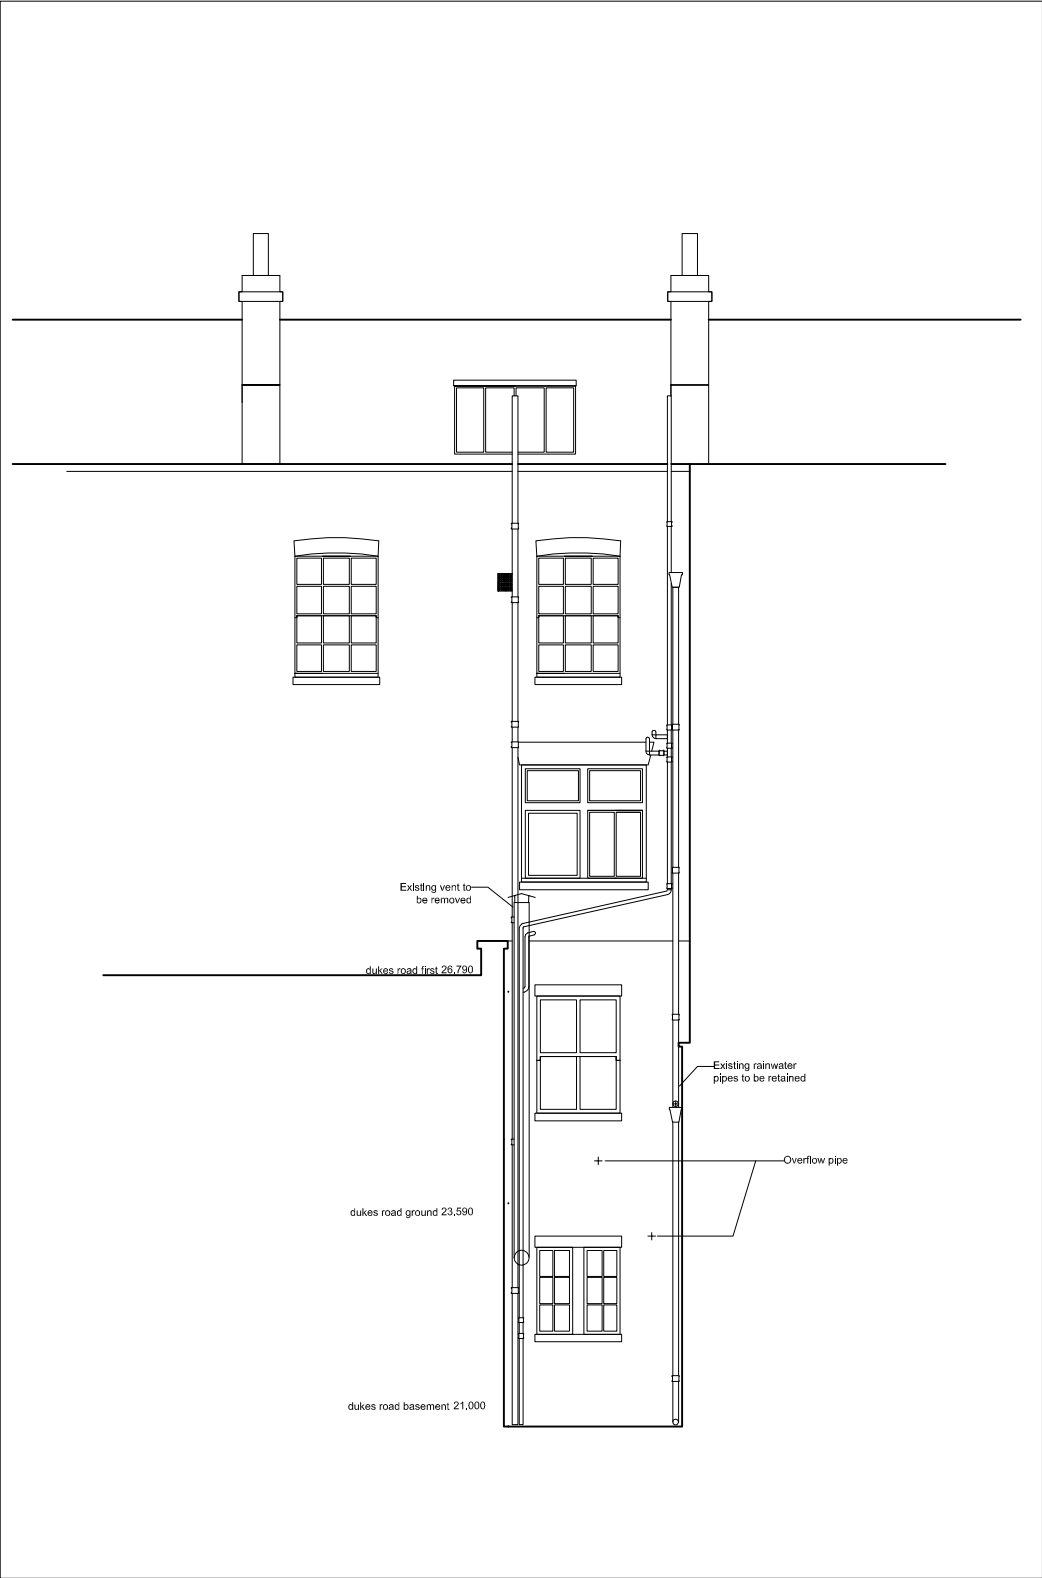 Existing vent to
be removed
dukes road first 26,790
Existing rainwater
pipes to be retained
Overflow pipe
dukes road ground 23,590
dukes road basement 21,000